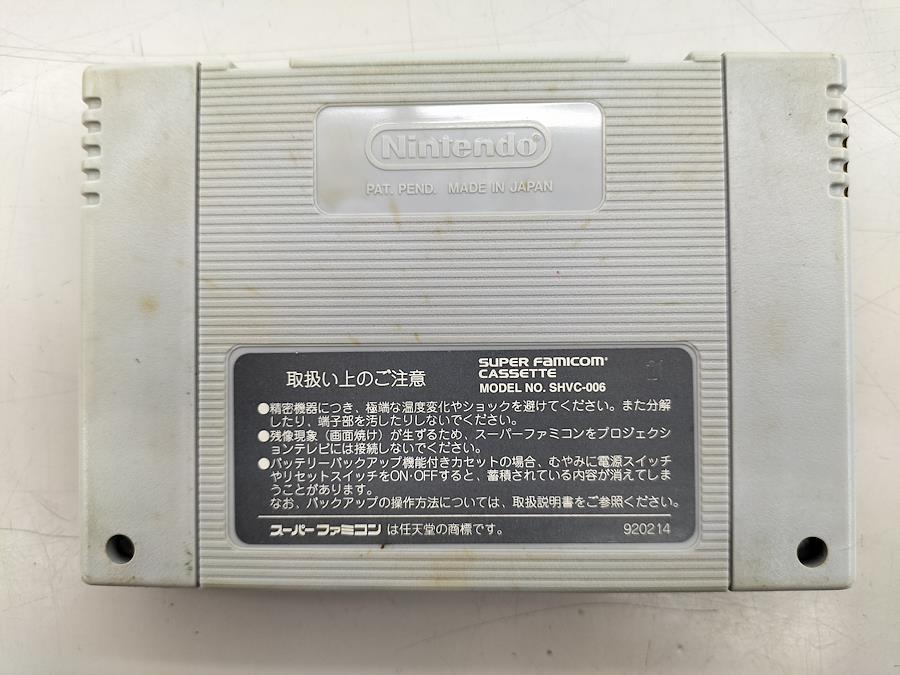 Nintendo®
PAT. PEND. MADE IN JAPAN
取扱い上のご注意
SUPER FAMICOM®
CASSETTE
MODEL NO. SHVC-006
●精密機器につき、極端な温度変化やショックを避けてください。また分解
したり、端子部を汚したりしないでください。
●残像現象（画面焼け）が生ずるため、スーパーファミコンをプロジェクシ
ョンテレビには接続しないでください。
●バッテリーバックアップ機能付きカセットの場合、むやみに電源スイッチ
やリセットスイッチをON･OFFすると、蓄積されている内容が消えてしま
うことがあります。
なお、バックアップの操作方法については、取扱説明書をご参照ください。
スーパーファミコン は任天堂の商標です。
920214